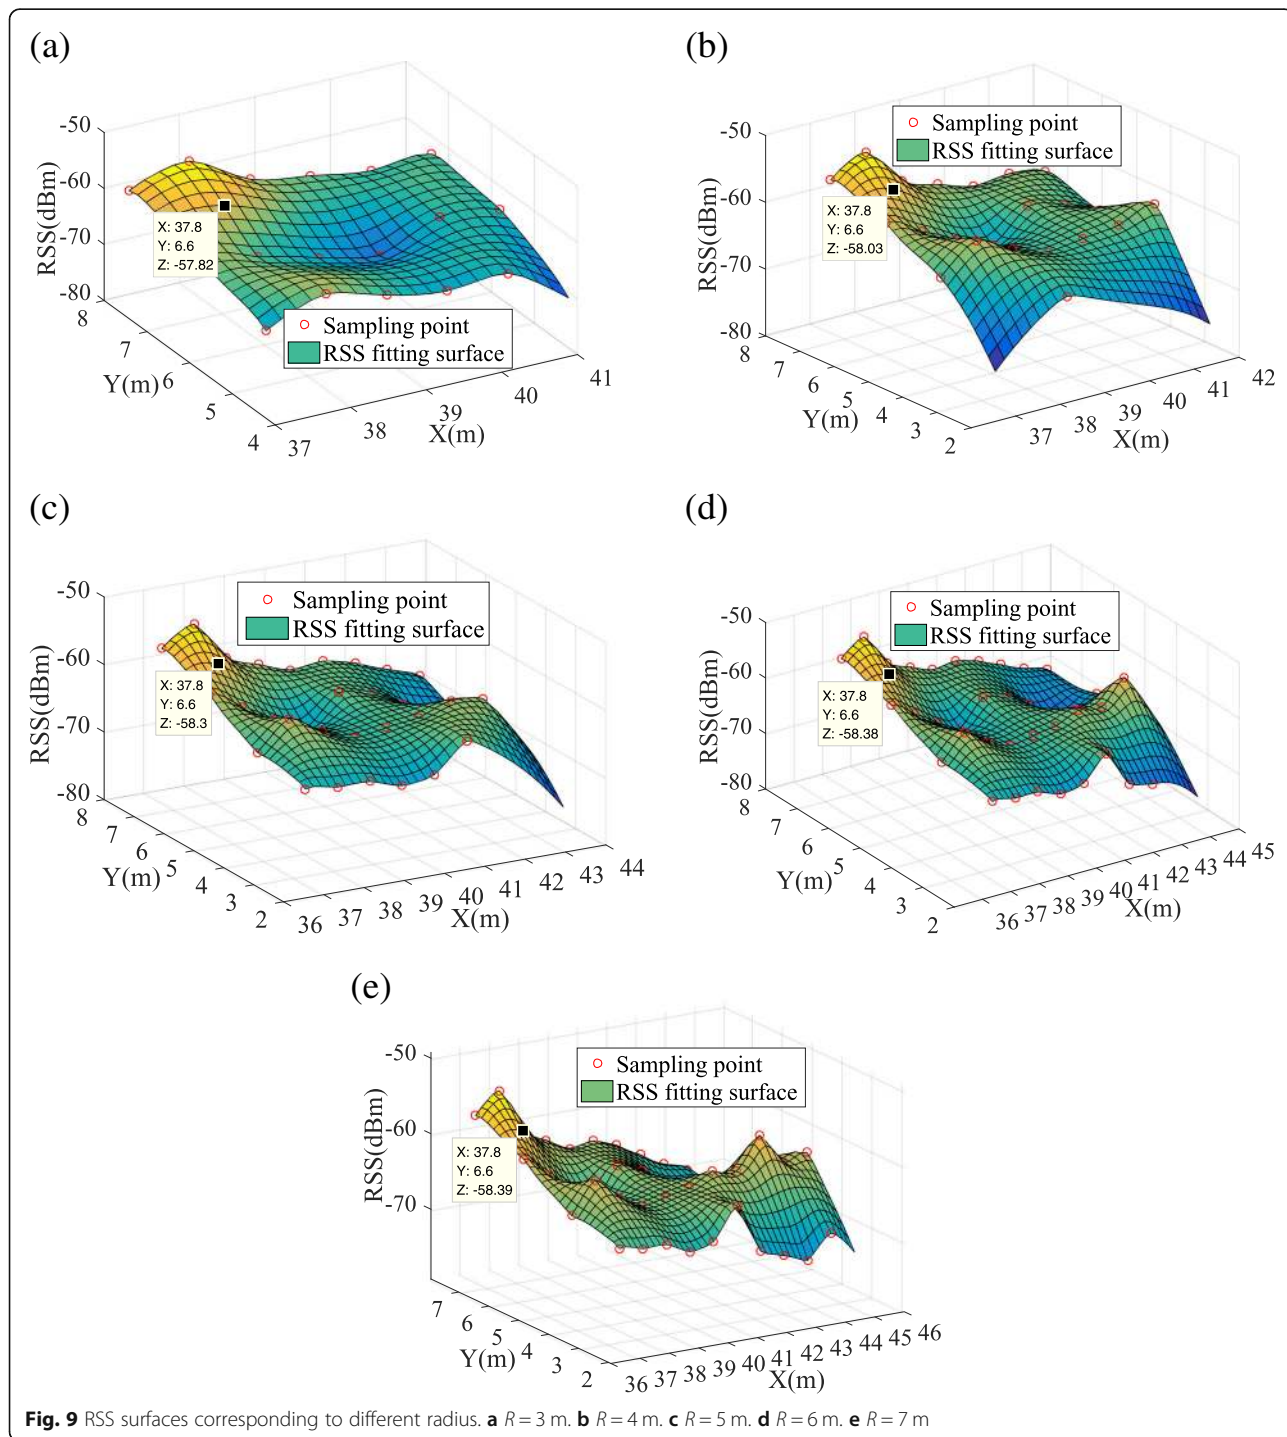 (a)
-50
-60
-70
-80
RSS(dBm)
8
7
6
5
4
Y(m)
37
38
39
40
41
X(m)
X: 37.8
Y: 6.6
Z: -57.82
Sampling point
RSS fitting surface
(b)
-50
-60
-70
-80
RSS(dBm)
8
7
6
5
4
3
2
Y(m)
37
38
39
40
41
42
X(m)
X: 37.8
Y: 6.6
Z: -58.03
Sampling point
RSS fitting surface
(c)
-50
-60
-70
-80
RSS(dBm)
8
7
6
5
4
3
2
Y(m)
36
37
38
39
40
41
42
43
44
X(m)
X: 37.8
Y: 6.6
Z: -58.3
Sampling point
RSS fitting surface
(d)
-50
-60
-70
-80
RSS(dBm)
8
7
6
5
4
3
2
Y(m)
36
37
38
39
40
41
42
43
44
45
X(m)
X: 37.8
Y: 6.6
Z: -58.38
Sampling point
RSS fitting surface
(e)
-50
-60
-70
RSS(dBm)
7
6
5
4
3
2
Y(m)
36
37
38
39
40
41
42
43
44
45
46
X(m)
X: 37.8
Y: 6.6
Z: -58.39
Sampling point
RSS fitting surface
Fig. 9 RSS surfaces corresponding to different radius. a R = 3 m. b R = 4 m. c R = 5 m. d R = 6 m. e R = 7 m